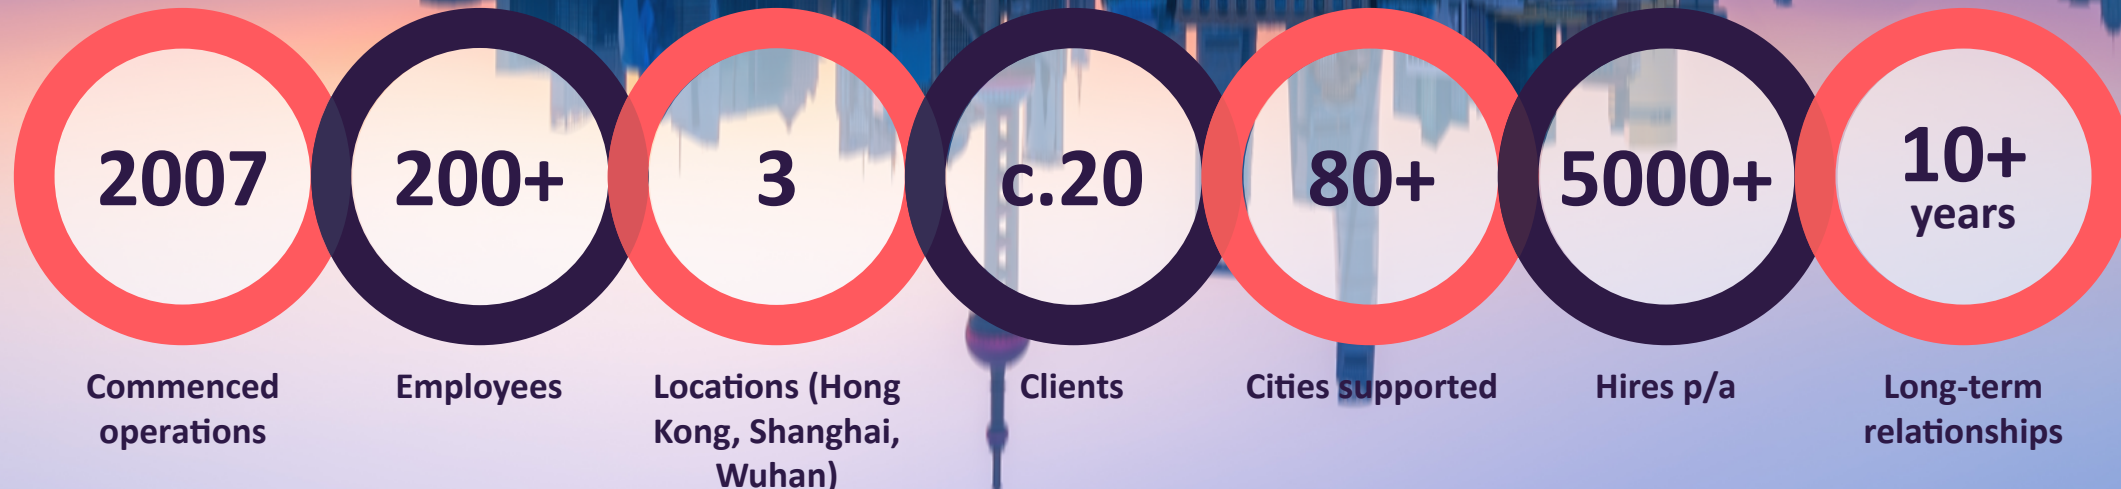 2007
Commenced
operations
200+
Employees
3
Locations (Hong
Kong, Shanghai,
Wuhan)
c.20
Clients
80+
Cities supported
5000+
Hires p/a
10+
years
Long-term
relationships